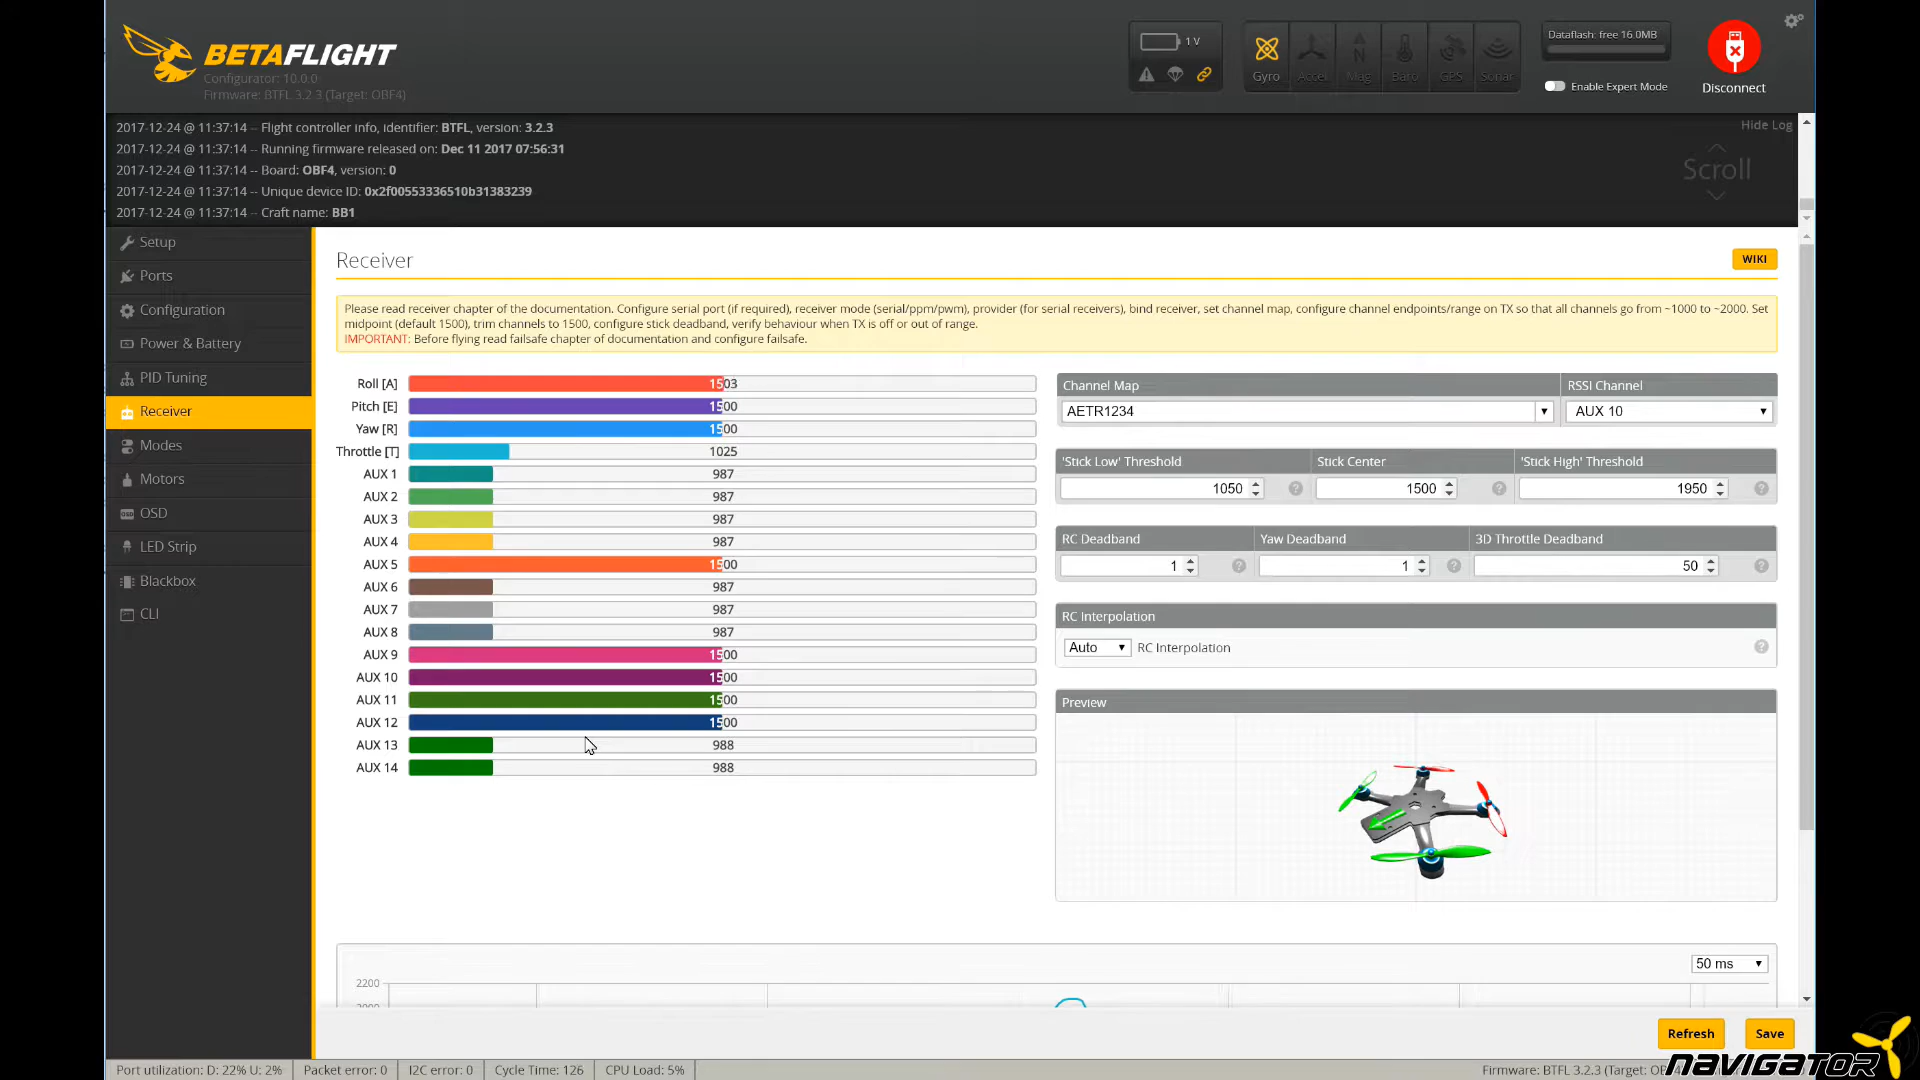 BETAFLIGHT
Configurator: 10.0.0
Firmware: BTFL 3.2.3 (Target: OBF4)
1 V
Gyro
Accel
Mag
Baro
GPS
Sonar
Dataflash: free 16.0MB
Enable Expert Mode
Disconnect
2017-12-24 @ 11:37:14 -- Flight controller info, identifier: BTFL, version: 3.2.3
2017-12-24 @ 11:37:14 -- Running firmware released on: Dec 11 2017 07:56:31
2017-12-24 @ 11:37:14 -- Board: OBF4, version: 0
2017-12-24 @ 11:37:14 -- Unique device ID: 0x2f00553336510b31383239
2017-12-24 @ 11:37:14 -- Craft name: BB1
Hide Log
Scroll
Setup
Ports
Configuration
Power & Battery
PID Tuning
Receiver
Modes
Motors
OSD
LED Strip
Blackbox
CLI
Receiver
WIKI
Please read receiver chapter of the documentation. Configure serial port (if required), receiver mode (serial/ppm/pwm), provider (for serial receivers), bind receiver, set channel map, configure channel endpoints/range on TX so that all channels go from ~1000 to ~2000. Set
midpoint (default 1500), trim channels to 1500, configure stick deadband, verify behaviour when TX is off or out of range.
IMPORTANT: Before flying read failsafe chapter of documentation and configure failsafe.
Roll [A] 1503
Pitch [E] 1500
Yaw [R] 1500
Throttle [T] 1025
AUX 1 987
AUX 2 987
AUX 3 987
AUX 4 987
AUX 5 1500
AUX 6 987
AUX 7 987
AUX 8 987
AUX 9 1500
AUX 10 1500
AUX 11 1500
AUX 12 1500
AUX 13 988
AUX 14 988
Channel Map RSSI Channel
AETR1234 AUX 10
'Stick Low' Threshold Stick Center 'Stick High' Threshold
1050 1500 1950
RC Deadband Yaw Deadband 3D Throttle Deadband
1 1 50
RC Interpolation
Auto RC Interpolation
Preview
50 ms
2200
Refresh Save
Port utilization: D: 22% U: 2% Packet error: 0 I2C error: 0 Cycle Time: 126 CPU Load: 5%
Firmware: BTFL 3.2.3 (Target:
NAVIGATOR